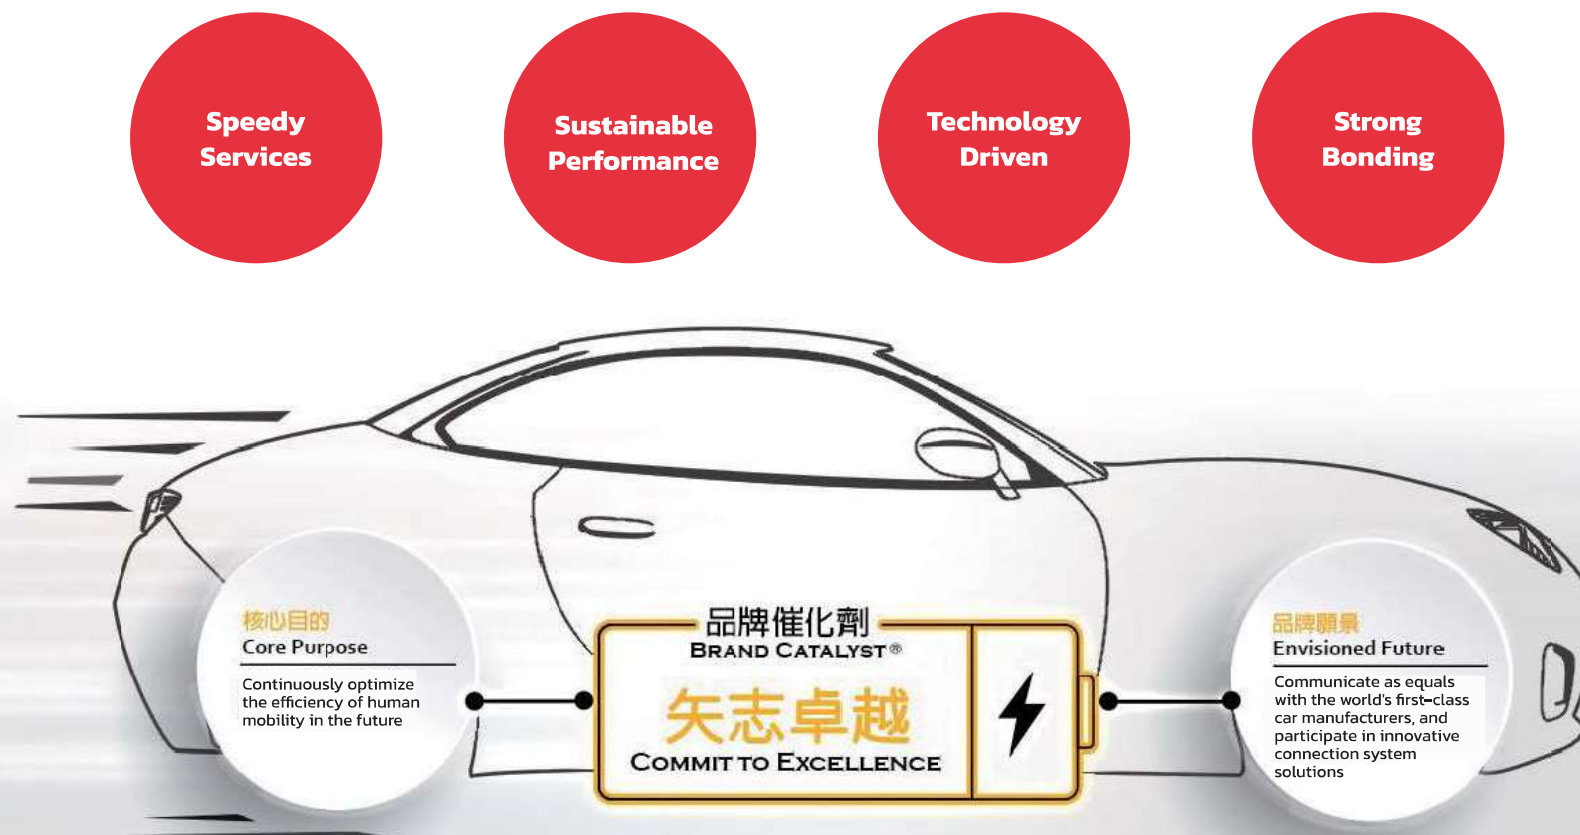 Speedy
Services
Sustainable
Performance
Technology
Driven
Strong
Bonding
核心目的
Core Purpose
Continuously optimize
the efficiency of human
mobility in the future
品牌催化劑
BRAND CATALYST®
矢志卓越
COMMIT TO EXCELLENCE
品牌願景
Envisioned Future
Communicate as equals
with the world's first-class
car manufacturers, and
participate in innovative
connection system
solutions